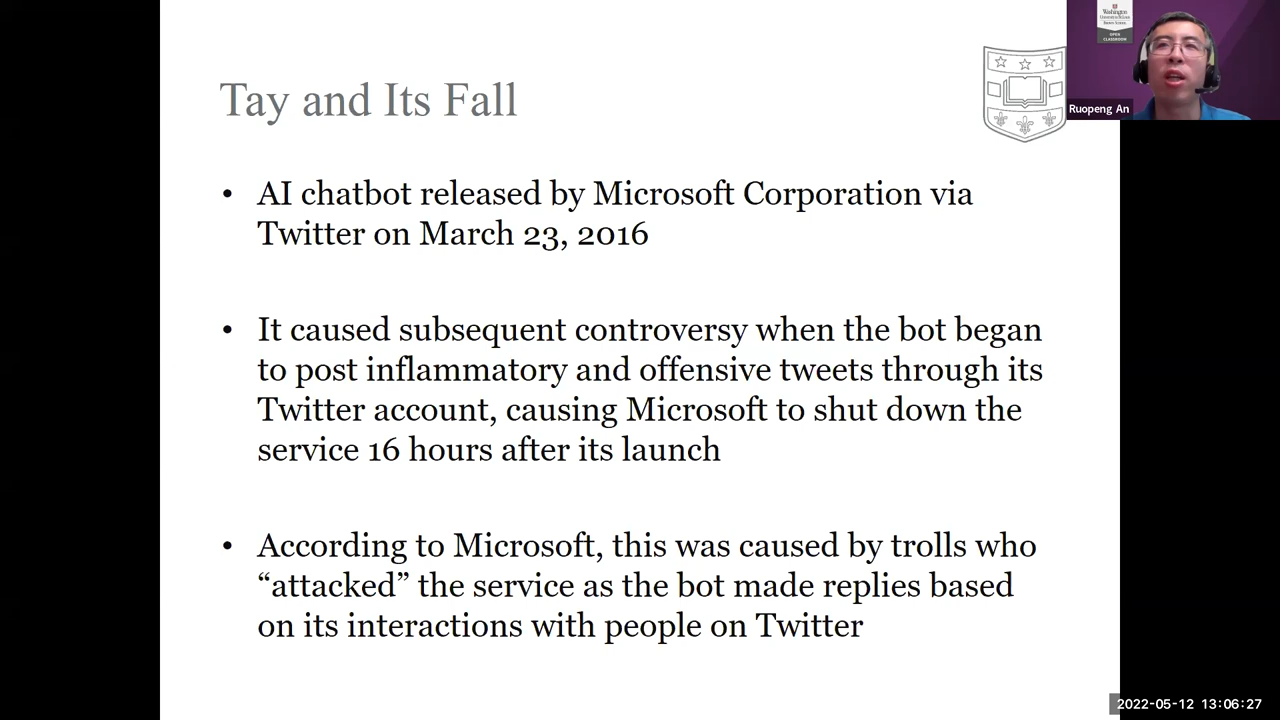 Tay and Its Fall
• AI chatbot released by Microsoft Corporation via
Twitter on March 23, 2016
• It caused subsequent controversy when the bot began
to post inflammatory and offensive tweets through its
Twitter account, causing Microsoft to shut down the
service 16 hours after its launch
• According to Microsoft, this was caused by trolls who
“attacked” the service as the bot made replies based
on its interactions with people on Twitter
Washington
OPEN
CLASSROOM
Ruopeng An
2022-05-12 13:06:27